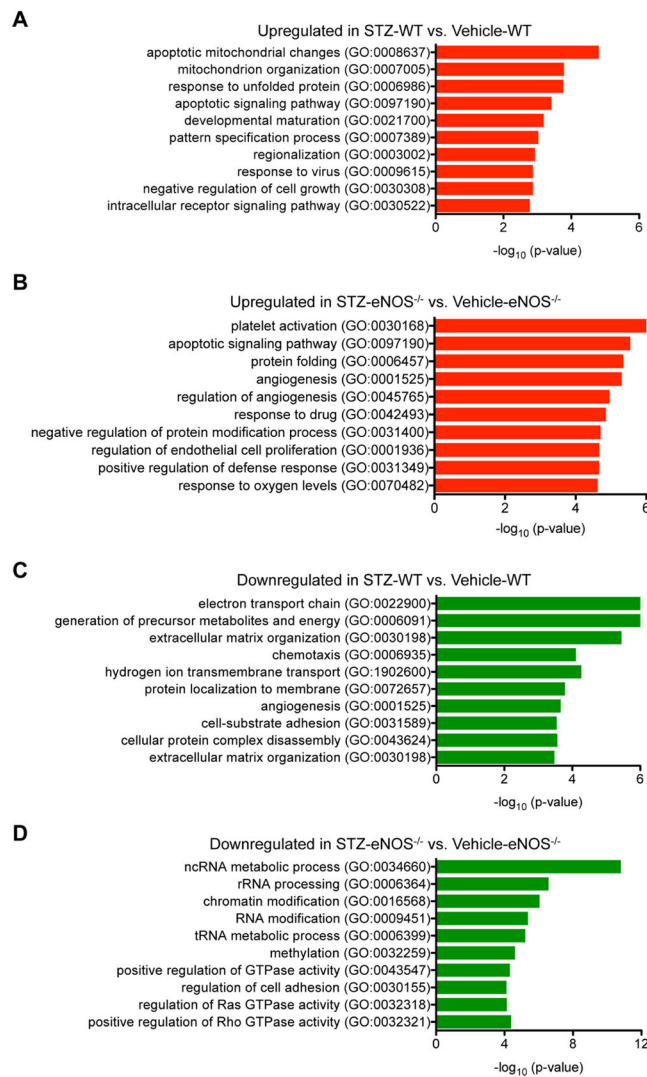 A
Upregulated in STZ-WT vs. Vehicle-WT
apoptotic mitochondrial changes (GO:0008637)
mitochondrion organization (GO:0007005)
response to unfolded protein (GO:0006986)
apoptotic signaling pathway (GO:0097190)
developmental maturation (GO:0021700)
pattern specification process (GO:0007389)
regionalization (GO:0003002)
response to virus (GO:0009615)
negative regulation of cell growth (GO:0030308)
intracellular receptor signaling pathway (GO:0030522)
0 2 4 6
-log10 (p-value)
B
Upregulated in STZ-eNOS-/- vs. Vehicle-eNOS-/-
platelet activation (GO:0030168)
apoptotic signaling pathway (GO:0097190)
protein folding (GO:0006457)
angiogenesis (GO:0001525)
regulation of angiogenesis (GO:0045765)
response to drug (GO:0042493)
negative regulation of protein modification process (GO:0031400)
regulation of endothelial cell proliferation (GO:0001936)
positive regulation of defense response (GO:0031349)
response to oxygen levels (GO:0070482)
0 2 4 6
-log10 (p-value)
C
Downregulated in STZ-WT vs. Vehicle-WT
electron transport chain (GO:0022900)
generation of precursor metabolites and energy (GO:0006091)
extracellular matrix organization (GO:0030198)
chemotaxis (GO:0006935)
hydrogen ion transmembrane transport (GO:1902600)
protein localization to membrane (GO:0072657)
angiogenesis (GO:0001525)
cell-substrate adhesion (GO:0031589)
cellular protein complex disassembly (GO:0043624)
extracellular matrix organization (GO:0030198)
0 2 4 6
-log10 (p-value)
D
Downregulated in STZ-eNOS-/- vs. Vehicle-eNOS-/-
ncRNA metabolic process (GO:0034660)
rRNA processing (GO:0006364)
chromatin modification (GO:0016568)
RNA modification (GO:0009451)
tRNA metabolic process (GO:0006399)
methylation (GO:0032259)
positive regulation of GTPase activity (GO:0043547)
regulation of cell adhesion (GO:0030155)
regulation of Ras GTPase activity (GO:0032318)
positive regulation of Rho GTPase activity (GO:0032321)
0 4 8 12
-log10 (p-value)